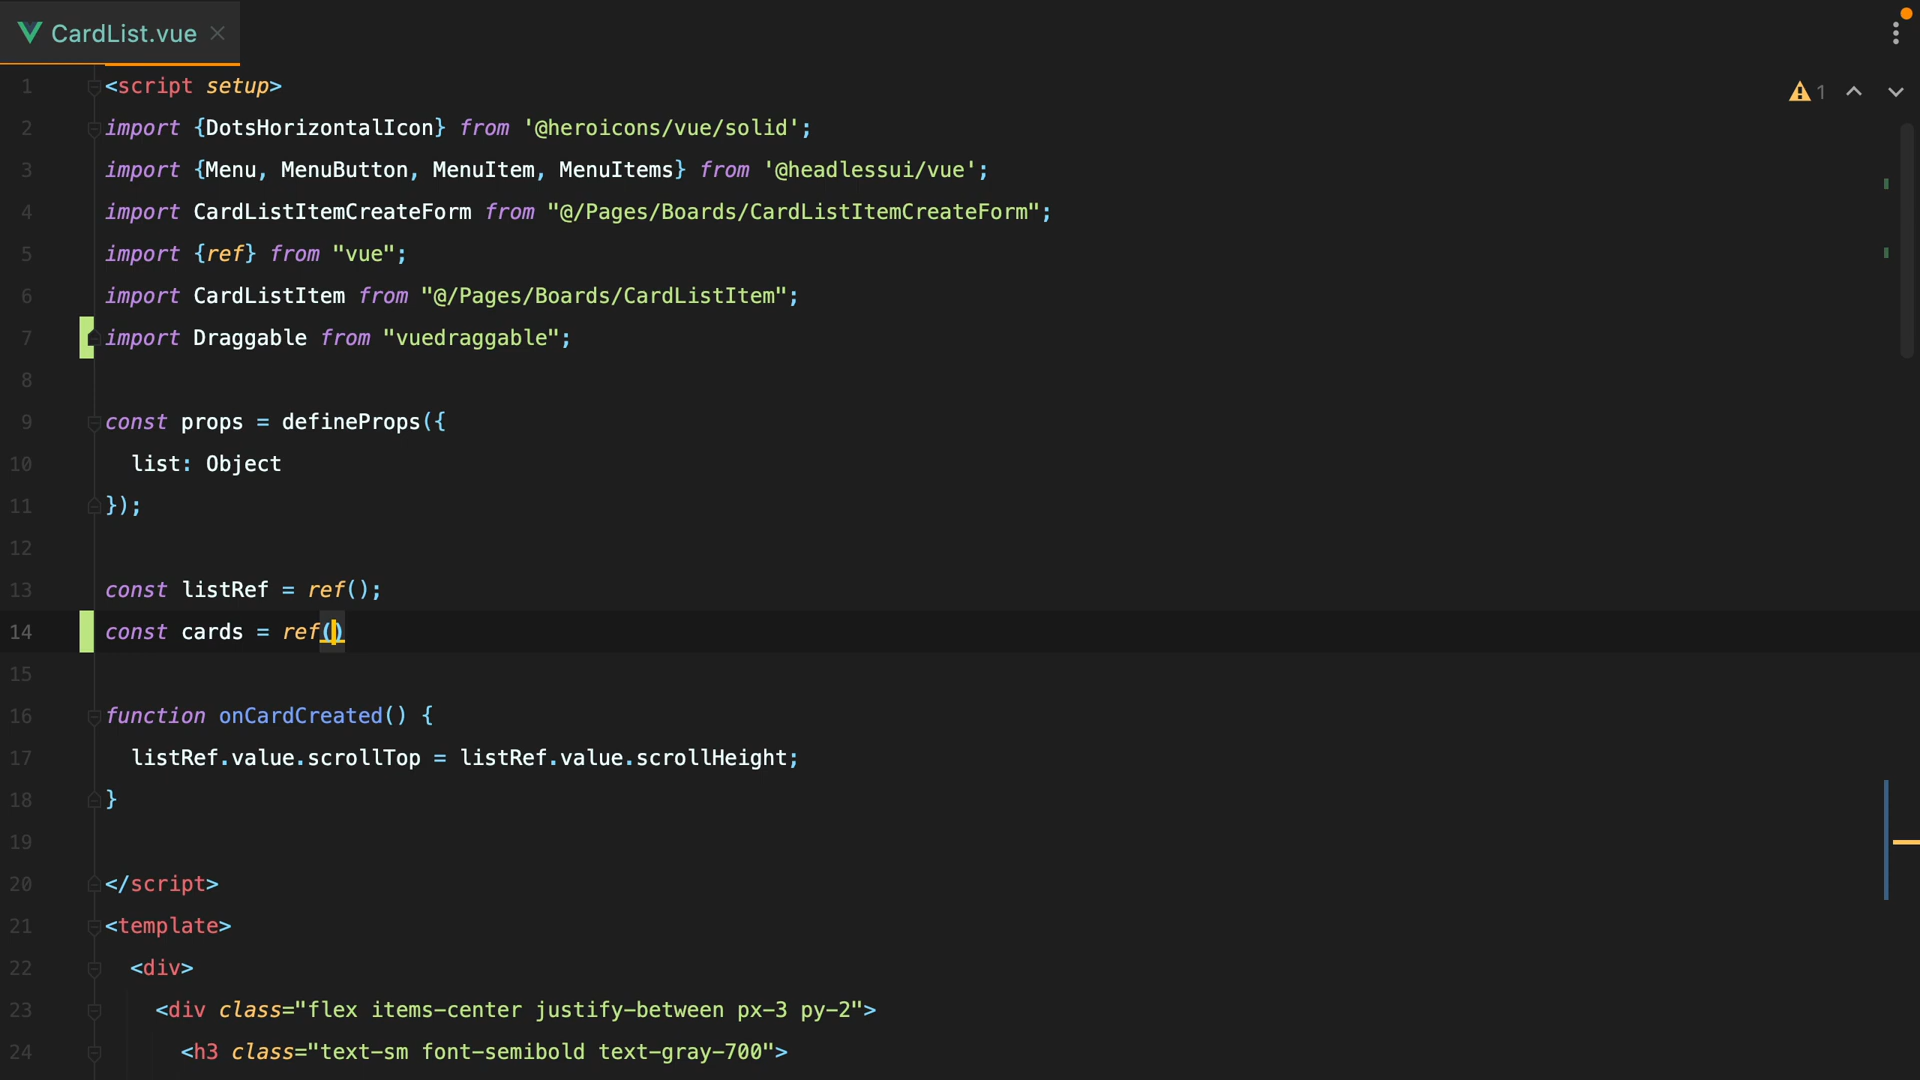 CardList.vue
1 <script setup>
1
2 import {DotsHorizontalIcon} from '@heroicons/vue/solid';
3 import {Menu, MenuButton, MenuItem, MenuItems} from '@headlessui/vue';
4 import CardListItemCreateForm from "@/Pages/Boards/CardListItemCreateForm";
5 import {ref} from "vue";
6 import CardListItem from "@/Pages/Boards/CardListItem";
7 import Draggable from "vuedraggable";
8
9 const props = defineProps({
10 list: Object
11 });
12
13 const listRef = ref();
14 const cards = ref()
15
16 function onCardCreated() {
17 listRef.value.scrollTop = listRef.value.scrollHeight;
18 }
19
20 </script>
21 <template>
22 <div>
23 <div class="flex items-center justify-between px-3 py-2">
24 <h3 class="text-sm font-semibold text-gray-700">